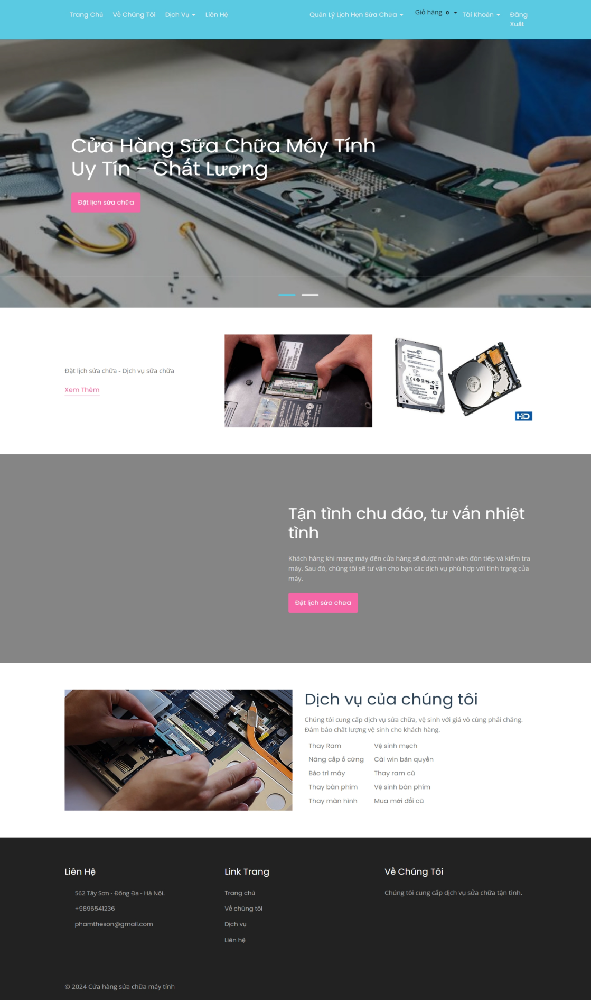 Trang Chủ Về Chúng Tôi Dịch Vụ Liên Hệ Quản Lý Lịch Hẹn Sửa Chữa Giỏ hàng 0 Tài Khoản Đăng Xuất
Cửa Hàng Sữa Chữa Máy Tính
Uy Tín - Chất Lượng
Đặt lịch sửa chữa
Đặt lịch sửa chữa - Dịch vụ sữa chữa
Xem Thêm
Seagate
HD
Tận tình chu đáo, tư vấn nhiệt
tình
Khách hàng khi mang máy đến cửa hàng sẽ được nhân viên đón tiếp và kiểm tra
máy. Sau đó, chúng tôi sẽ tư vấn cho bạn các dịch vụ phù hợp với tình trạng của
máy.
Đặt lịch sửa chữa
Dịch vụ của chúng tôi
Chúng tôi cung cấp dịch vụ sửa chữa, vệ sinh với giá vô cùng phải chăng.
Đảm bảo chất lượng vệ sinh cho khách hàng.
Thay Ram Vệ sinh mạch
Nâng cấp ổ cứng Cài win bản quyền
Bảo trì máy Thay ram cũ
Thay bàn phím Vệ sinh bàn phím
Thay màn hình Mua mới đổi cũ
Liên Hệ
562 Tây Sơn - Đống Đa - Hà Nội.
+9896541236
phamtheson@gmail.com
Link Trang
Trang chủ
Về chúng tôi
Dịch vụ
Liên hệ
Về Chúng Tôi
Chúng tôi cung cấp dịch vụ sửa chữa tận tình.
© 2024 Cửa hàng sửa chữa máy tính